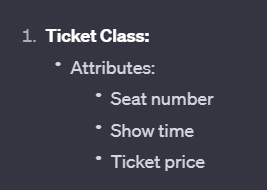 1. Ticket Class:
• Attributes:
• Seat number
• Show time
• Ticket price